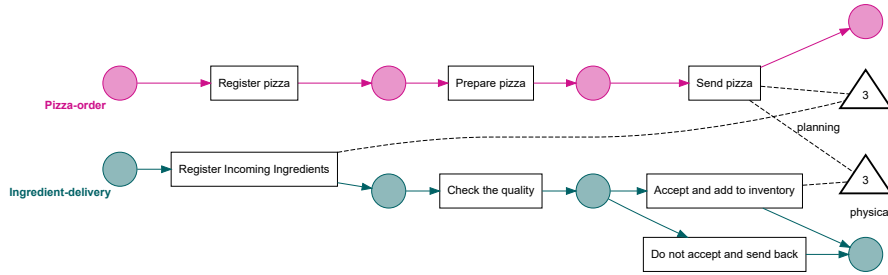 Register pizza
Prepare pizza
Send pizza
3
Pizza-order
planning
Register Incoming Ingredients
Ingredient-delivery
Check the quality
Accept and add to inventory
3
physical
Do not accept and send back